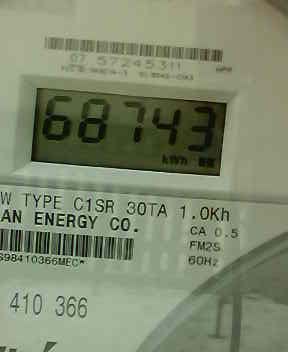 07 57245311
68743
kWh
W TYPE C1SR 30TA 1.0Kh
AN ENERGY CO.
CA 0.5
FM2S
60Hz
S98410366MEC*
410 366